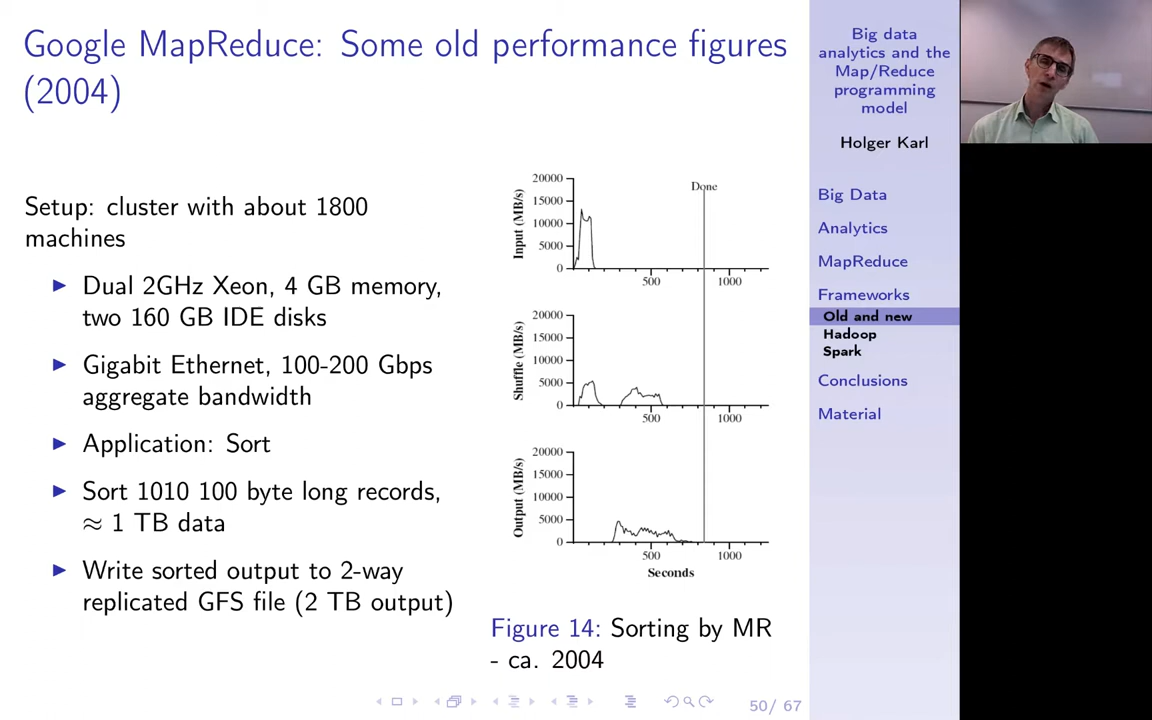 Google MapReduce: Some old performance figures
(2004)
Setup: cluster with about 1800
machines
► Dual 2GHz Xeon, 4 GB memory,
two 160 GB IDE disks
► Gigabit Ethernet, 100-200 Gbps
aggregate bandwidth
► Application: Sort
► Sort 1010 100 byte long records,
≈ 1 TB data
► Write sorted output to 2-way
replicated GFS file (2 TB output)
Done
Input (MB/s)
20000
15000
10000
5000
0
500 1000
Shuffle (MB/s)
20000
15000
10000
5000
0
500 1000
Output (MB/s)
20000
15000
10000
5000
0
500 1000
Seconds
Figure 14: Sorting by MR
- ca. 2004
Big data
analytics and the
Map/Reduce
programming
model
Holger Karl
Big Data
Analytics
MapReduce
Frameworks
Old and new
Hadoop
Spark
Conclusions
Material
50/ 67